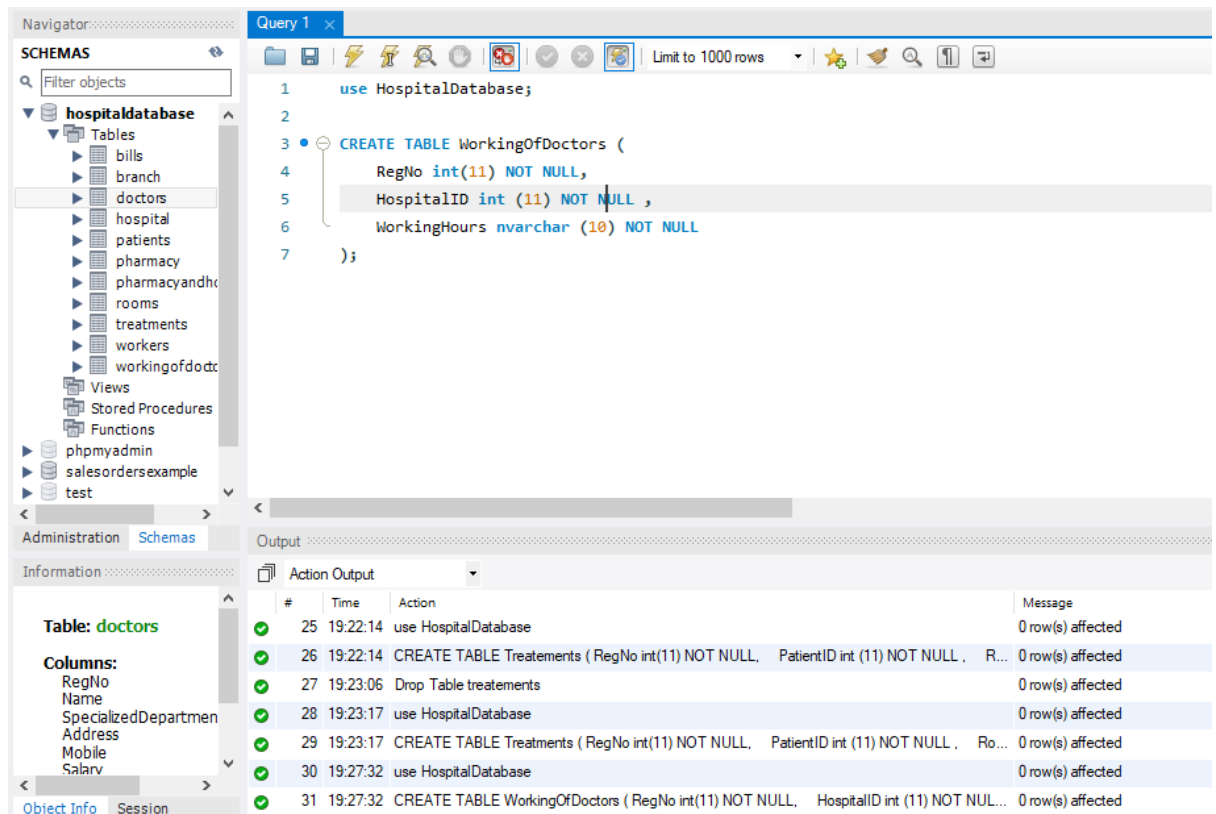 Navigator
SCHEMAS
Filter objects
hospitaldatabase
Tables
bills
branch
doctors
hospital
patients
pharmacy
pharmacyandho
rooms
treatments
workers
workingofdocto
Views
Stored Procedures
Functions
phpmyadmin
salesordersexample
test
Administration Schemas
Information
Table: doctors
Columns:
RegNo
Name
SpecializedDepartmen
Address
Mobile
Salary
Object Info Session
Query 1
Limit to 1000 rows
1 use HospitalDatabase;
2
3 CREATE TABLE WorkingOfDoctors (
4 RegNo int(11) NOT NULL,
5 HospitalID int (11) NOT NULL ,
6 WorkingHours nvarchar (10) NOT NULL
7 );
Output
Action Output
# Time Action Message
25 19:22:14 use HospitalDatabase 0 row(s) affected
26 19:22:14 CREATE TABLE Treatements ( RegNo int(11) NOT NULL, PatientID int (11) NOT NULL , R... 0 row(s) affected
27 19:23:06 Drop Table treatements 0 row(s) affected
28 19:23:17 use HospitalDatabase 0 row(s) affected
29 19:23:17 CREATE TABLE Treatments ( RegNo int(11) NOT NULL, PatientID int (11) NOT NULL , Ro... 0 row(s) affected
30 19:27:32 use HospitalDatabase 0 row(s) affected
31 19:27:32 CREATE TABLE WorkingOfDoctors ( RegNo int(11) NOT NULL, HospitalID int (11) NOT NUL... 0 row(s) affected